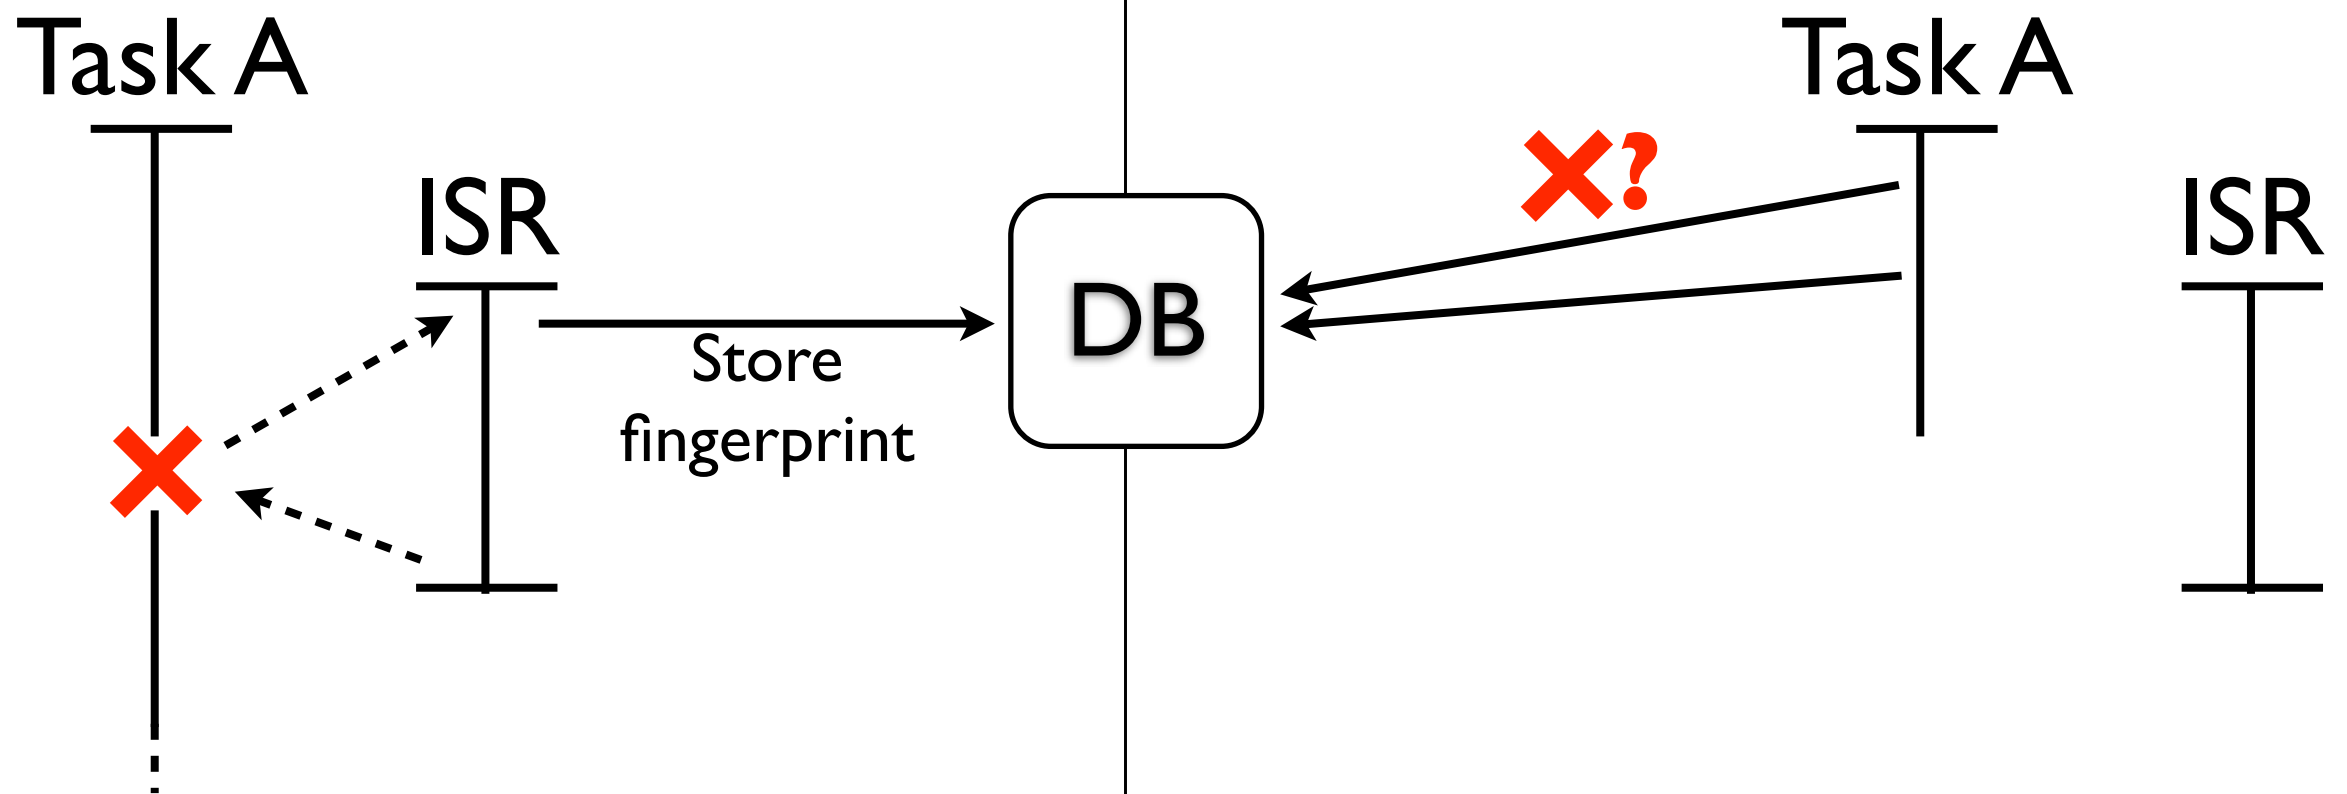 Task A
ISR
Store
fingerprint
DB
?
Task A
ISR